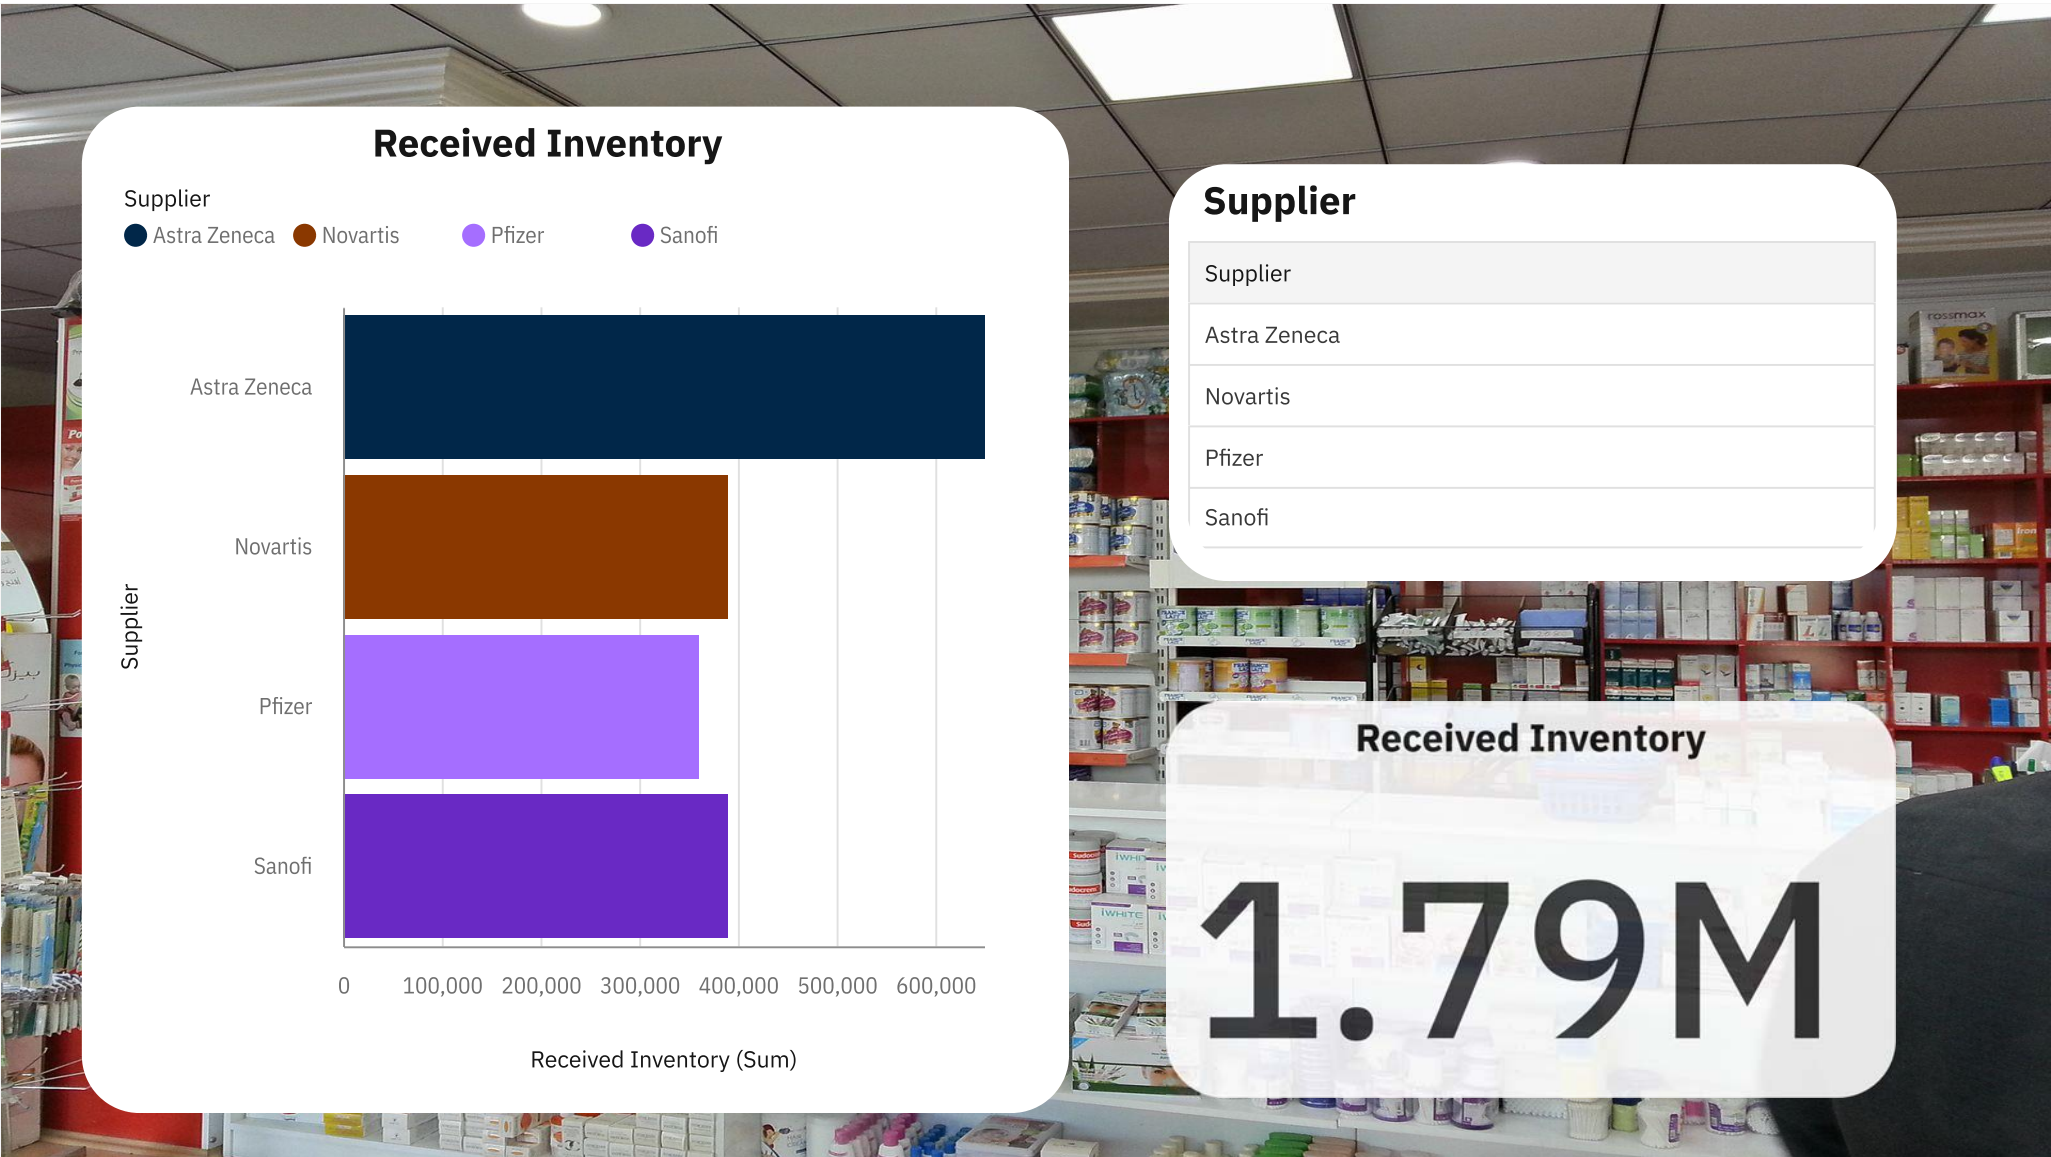 Received Inventory
Supplier
Astra Zeneca Novartis Pfizer Sanofi
Supplier
Astra Zeneca
Novartis
Pfizer
Sanofi
0 100,000 200,000 300,000 400,000 500,000 600,000
Received Inventory (Sum)
Supplier
Supplier
Astra Zeneca
Novartis
Pfizer
Sanofi
Received Inventory
1.79M
rossmax
iWHITE